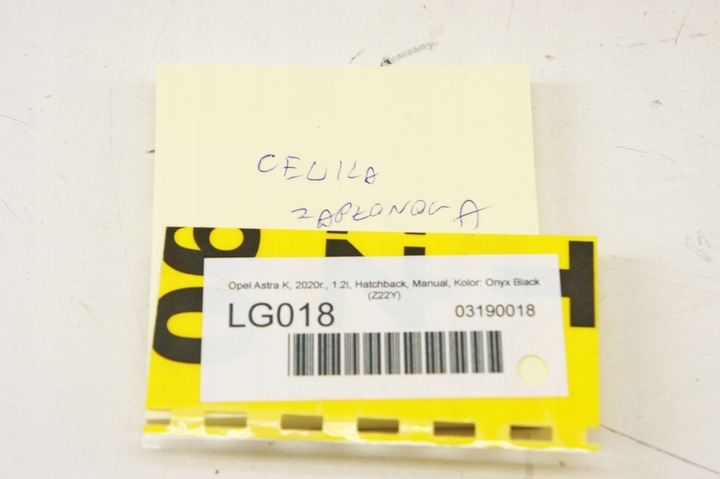 CEWKA
ZAPŁONOWA
Opel Astra K, 2020r., 1.2i, Hatchback, Manual, Kolor: Onyx Black
(Z22Y)
LG018
03190018